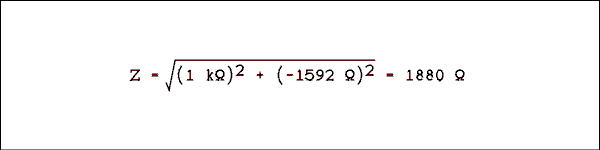 Z = √(1 kΩ)² + (-1592 Ω)² = 1880 Ω